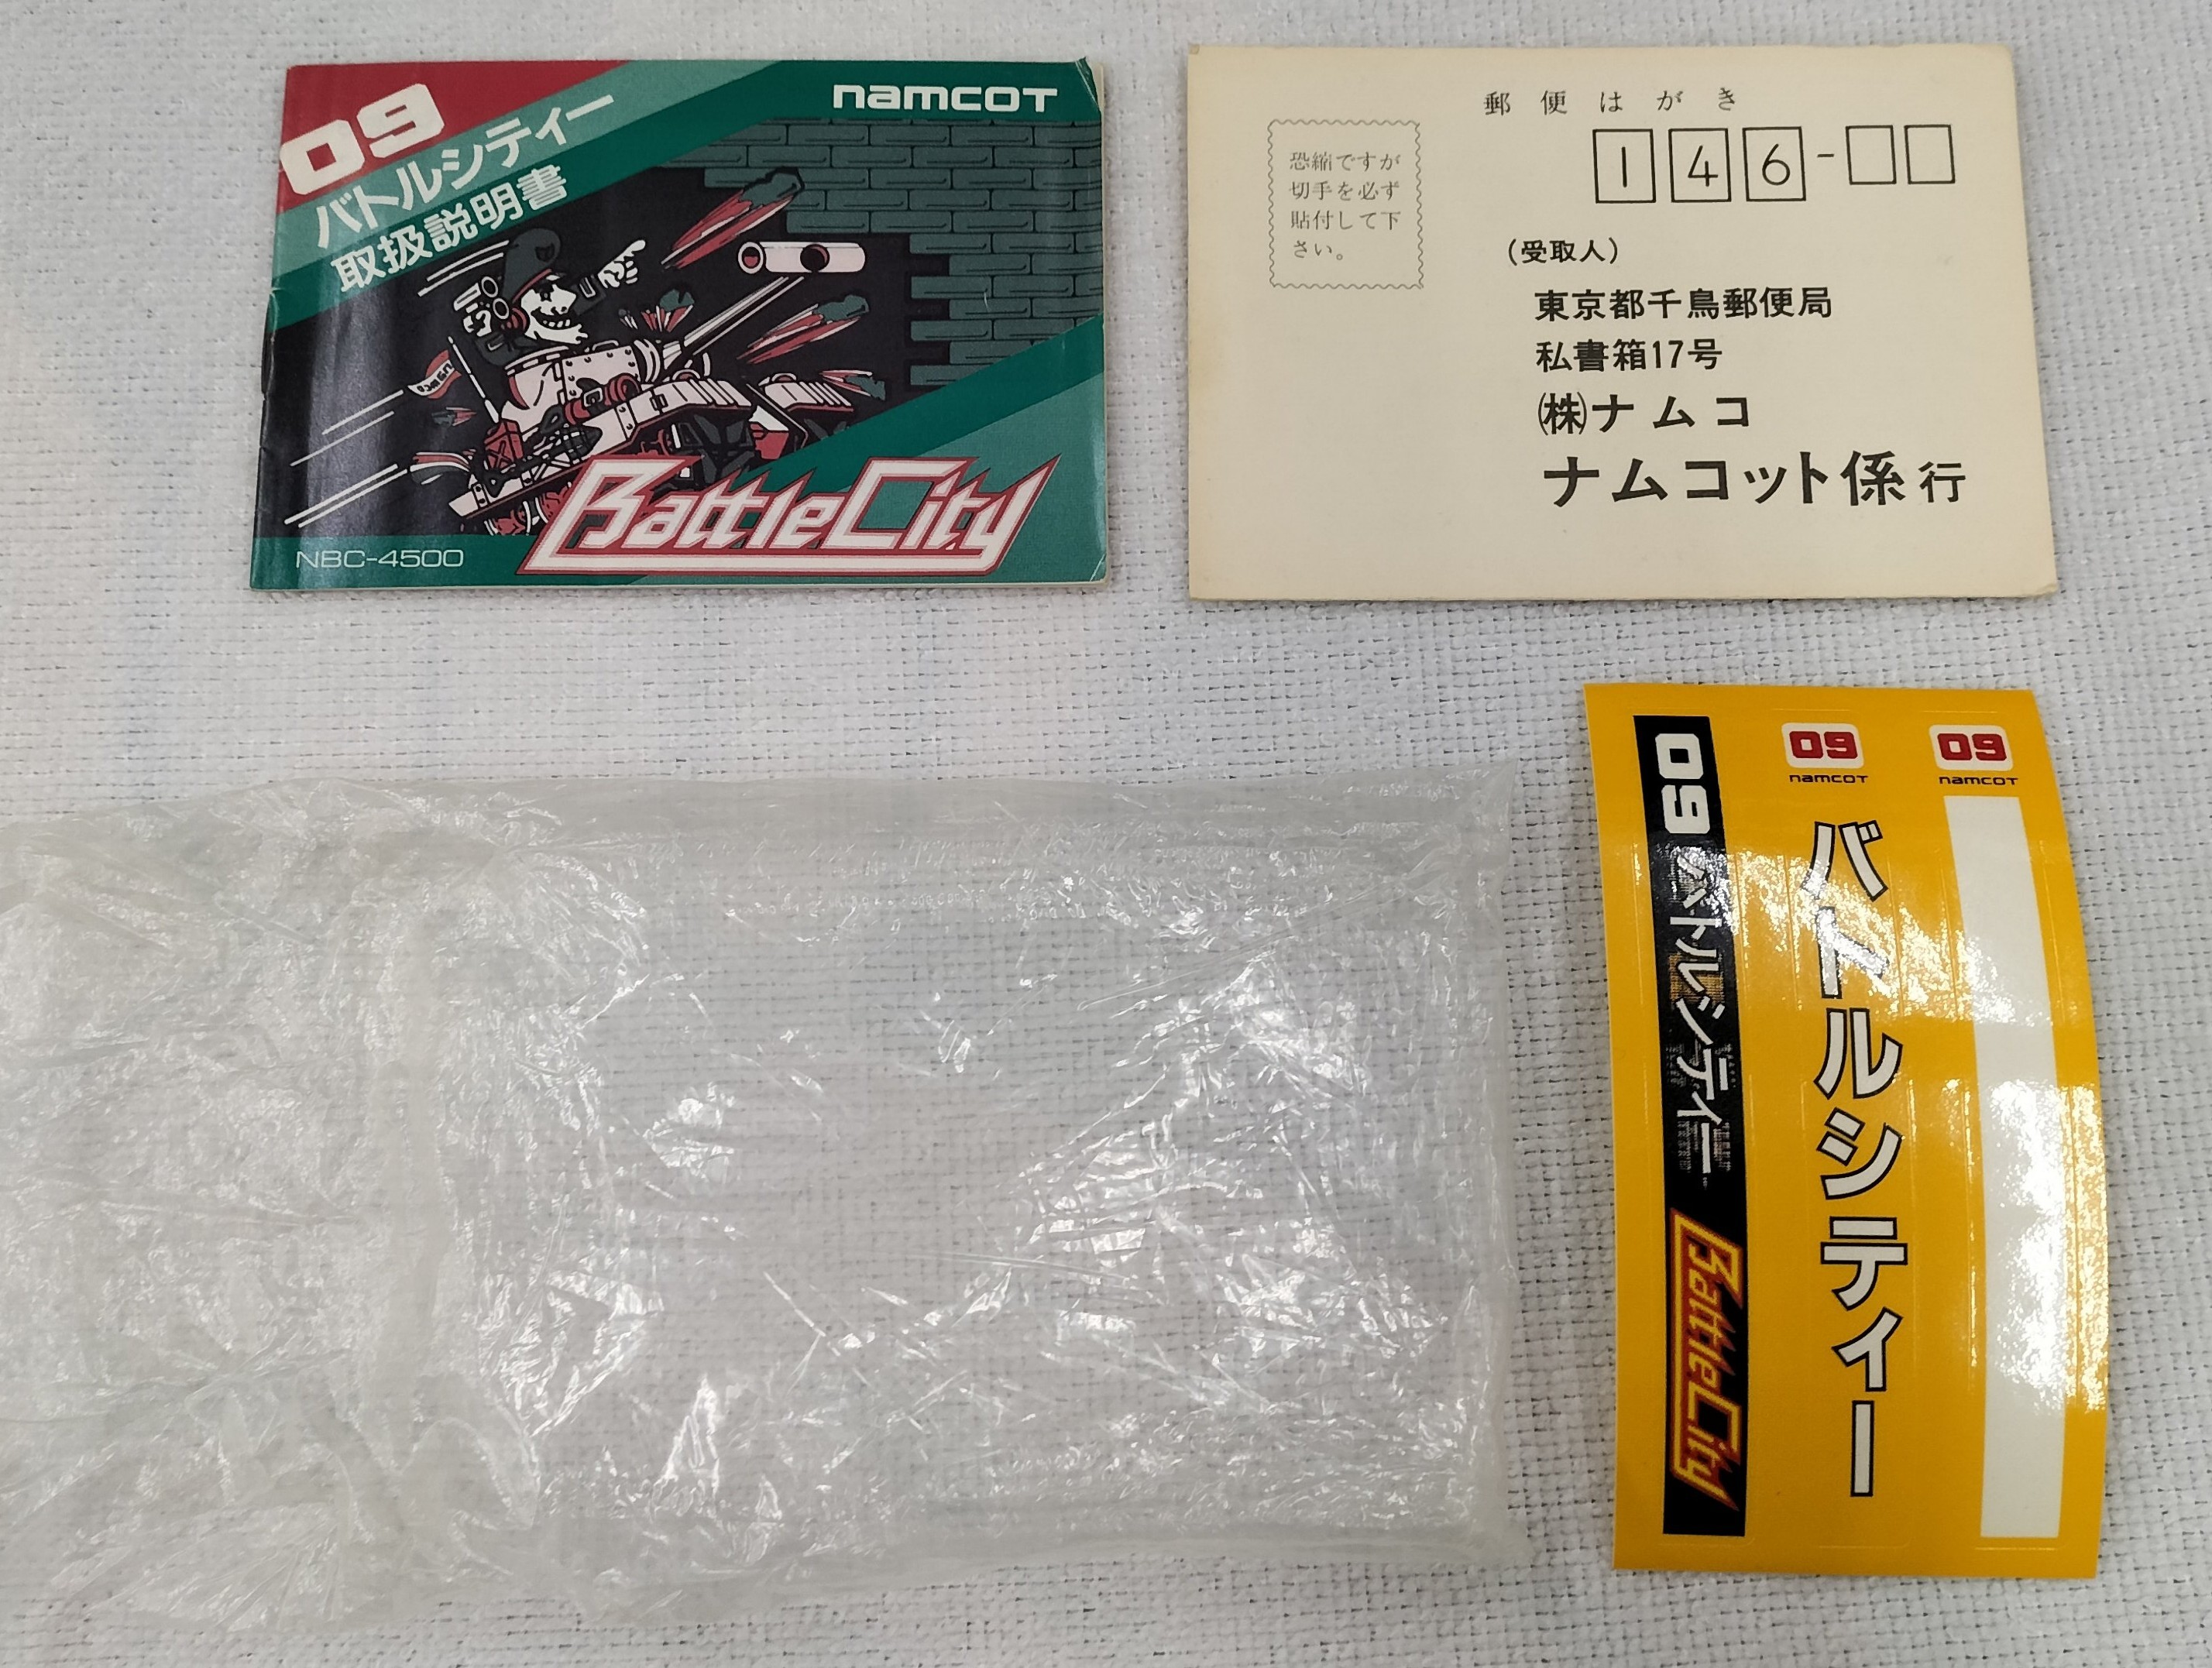 09
バトルシティー
取扱説明書
namcot
BattleCity
NBC-4500
郵便はがき
恐縮ですが
切手を必ず
貼付して下
さい。
146-
(受取人)
東京都千鳥郵便局
私書箱17号
(株)ナムコ
ナムコット係行
09 バトルシティー BattleCity
09
namcot
バトルシティー
09
namcot